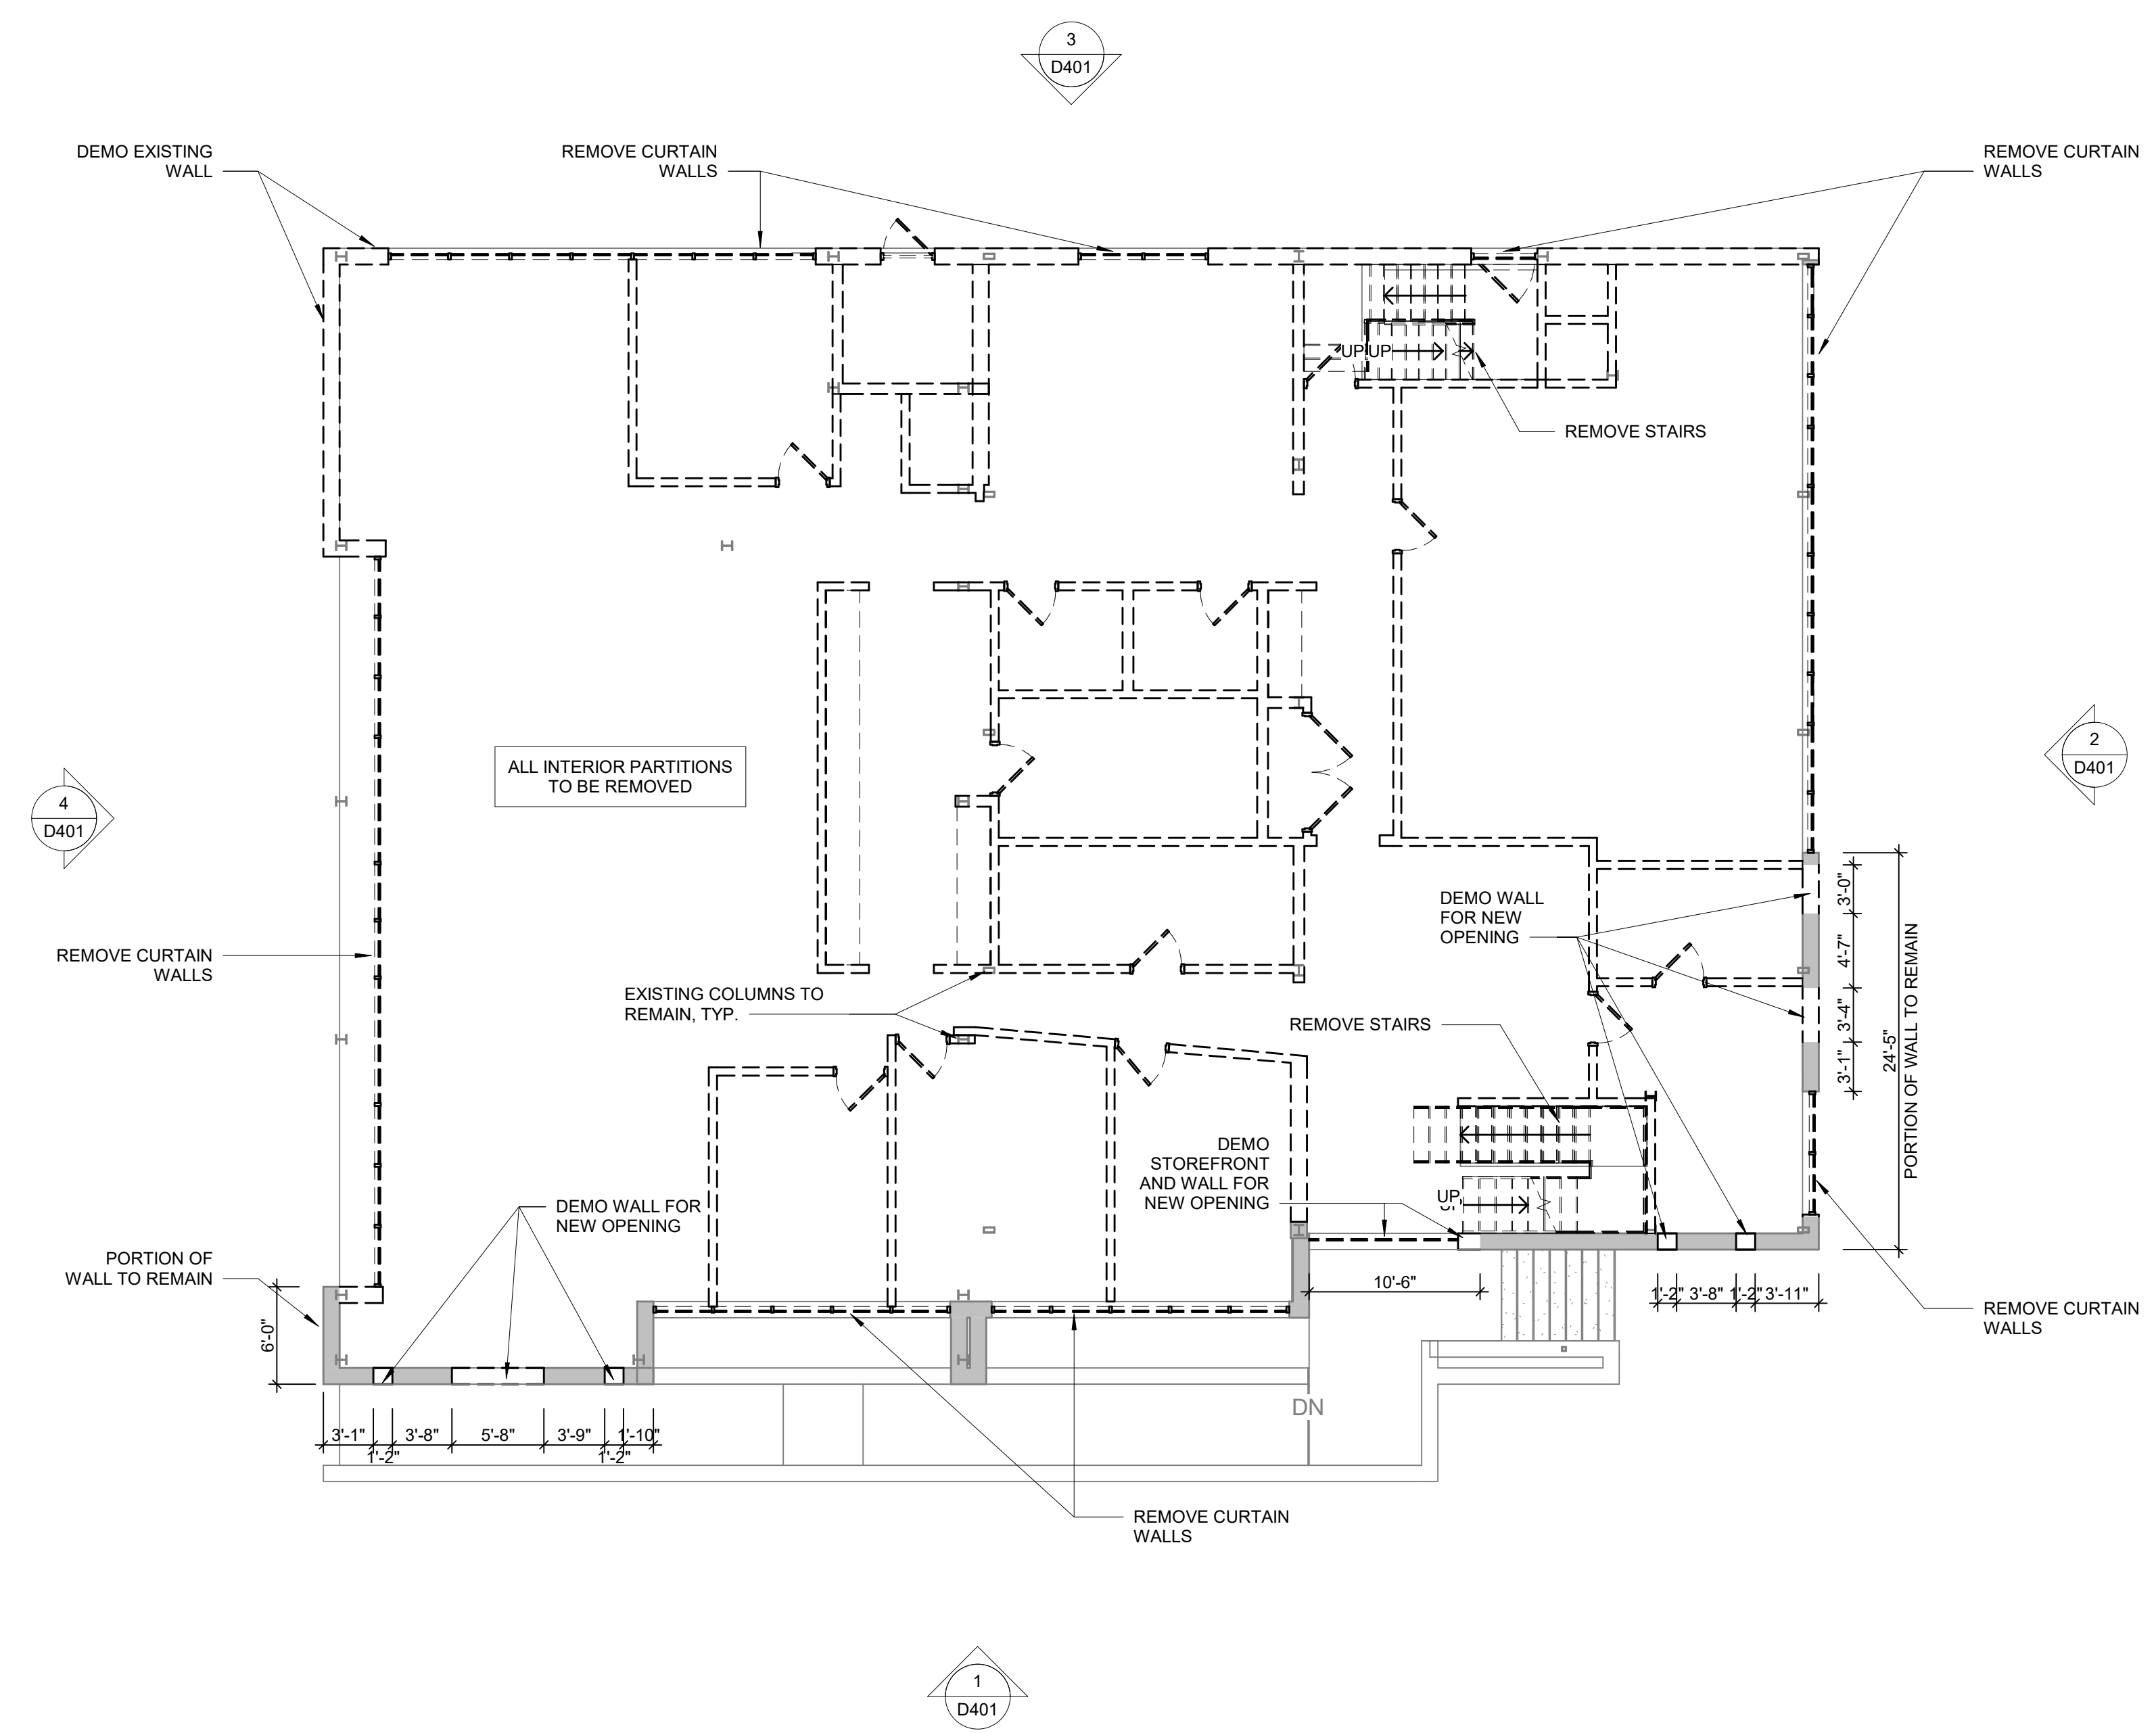 3
D401
DEMO EXISTING
WALL
REMOVE CURTAIN
WALLS
REMOVE CURTAIN
WALLS
UP
UP
REMOVE STAIRS
ALL INTERIOR PARTITIONS
TO BE REMOVED
2
D401
4
D401
DEMO WALL
FOR NEW
OPENING
3'-0"
4'-7"
3'-4"
3'-1"
24'-5"
PORTION OF WALL TO REMAIN
REMOVE CURTAIN
WALLS
EXISTING COLUMNS TO
REMAIN, TYP.
REMOVE STAIRS
DEMO
STOREFRONT
AND WALL FOR
NEW OPENING
UP
DEMO WALL FOR
NEW OPENING
PORTION OF
WALL TO REMAIN
6'-0"
10'-6"
1'-2"
3'-8"
1'-2"
3'-11"
REMOVE CURTAIN
WALLS
DN
3'-1"
1'-2"
3'-8"
5'-8"
3'-9"
1'-2"
1'-10"
REMOVE CURTAIN
WALLS
1
D401